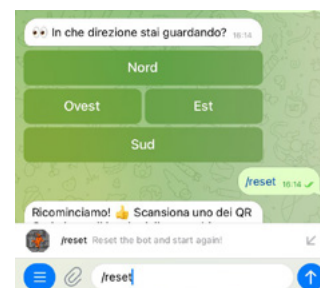 👀 In che direzione stai guardando? 16:14
Nord
Ovest Est
Sud
/reset 16:14
Ricominciamo! 👍 Scansiona uno dei QR
/reset Reset the bot and start again!
/reset